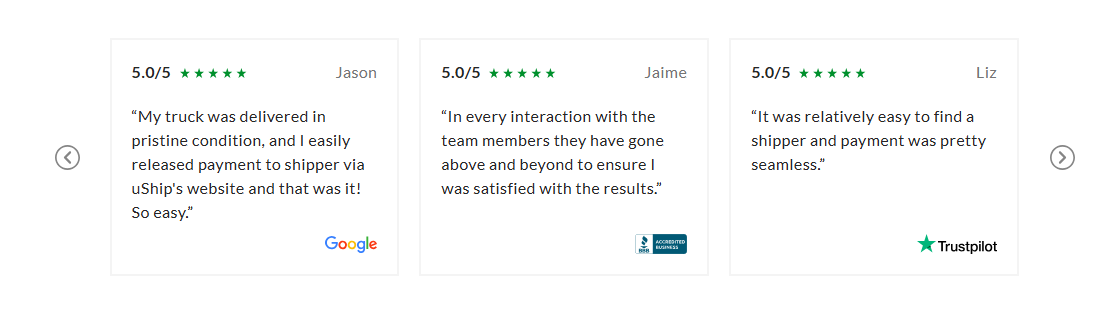 5.0/5 ★★★★★ Jason
“My truck was delivered in
pristine condition, and I easily
released payment to shipper via
uShip's website and that was it!
So easy.”
Google
5.0/5 ★★★★★ Jaime
“In every interaction with the
team members they have gone
above and beyond to ensure I
was satisfied with the results.”
BBB
ACCREDITED
BUSINESS
5.0/5 ★★★★★ Liz
“It was relatively easy to find a
shipper and payment was pretty
seamless.”
Trustpilot